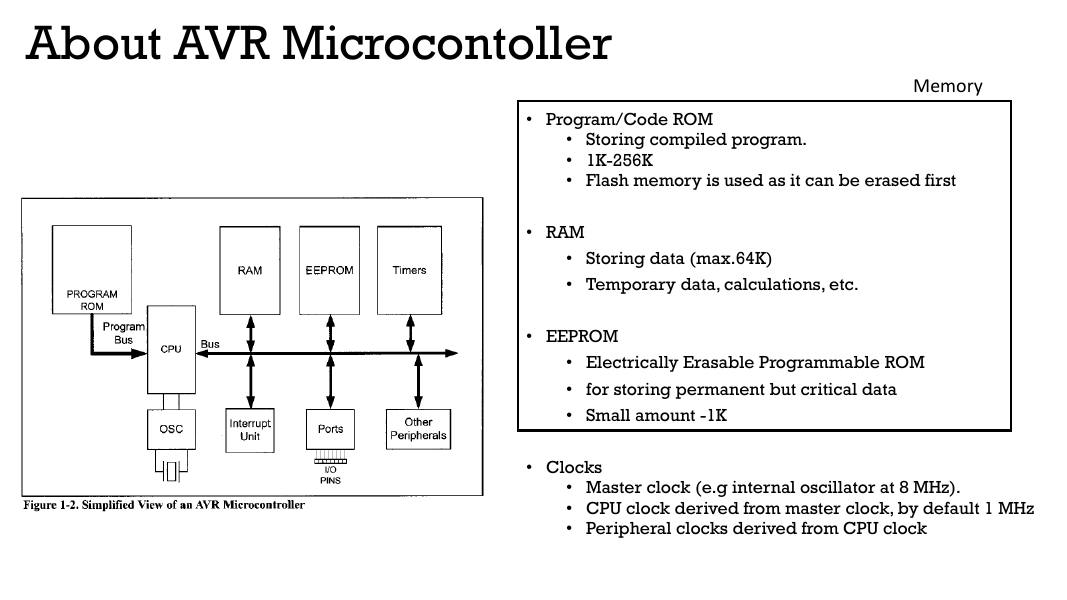 About AVR Microcontoller
PROGRAM
ROM
RAM
EEPROM
Timers
Program
Bus
CPU
Bus
OSC
Interrupt
Unit
Ports
Other
Peripherals
I/O
PINS
Figure 1-2. Simplified View of an AVR Microcontroller
Memory
• Program/Code ROM
• Storing compiled program.
• 1K-256K
• Flash memory is used as it can be erased first
• RAM
• Storing data (max.64K)
• Temporary data, calculations, etc.
• EEPROM
• Electrically Erasable Programmable ROM
• for storing permanent but critical data
• Small amount -1K
• Clocks
• Master clock (e.g internal oscillator at 8 MHz).
• CPU clock derived from master clock, by default 1 MHz
• Peripheral clocks derived from CPU clock